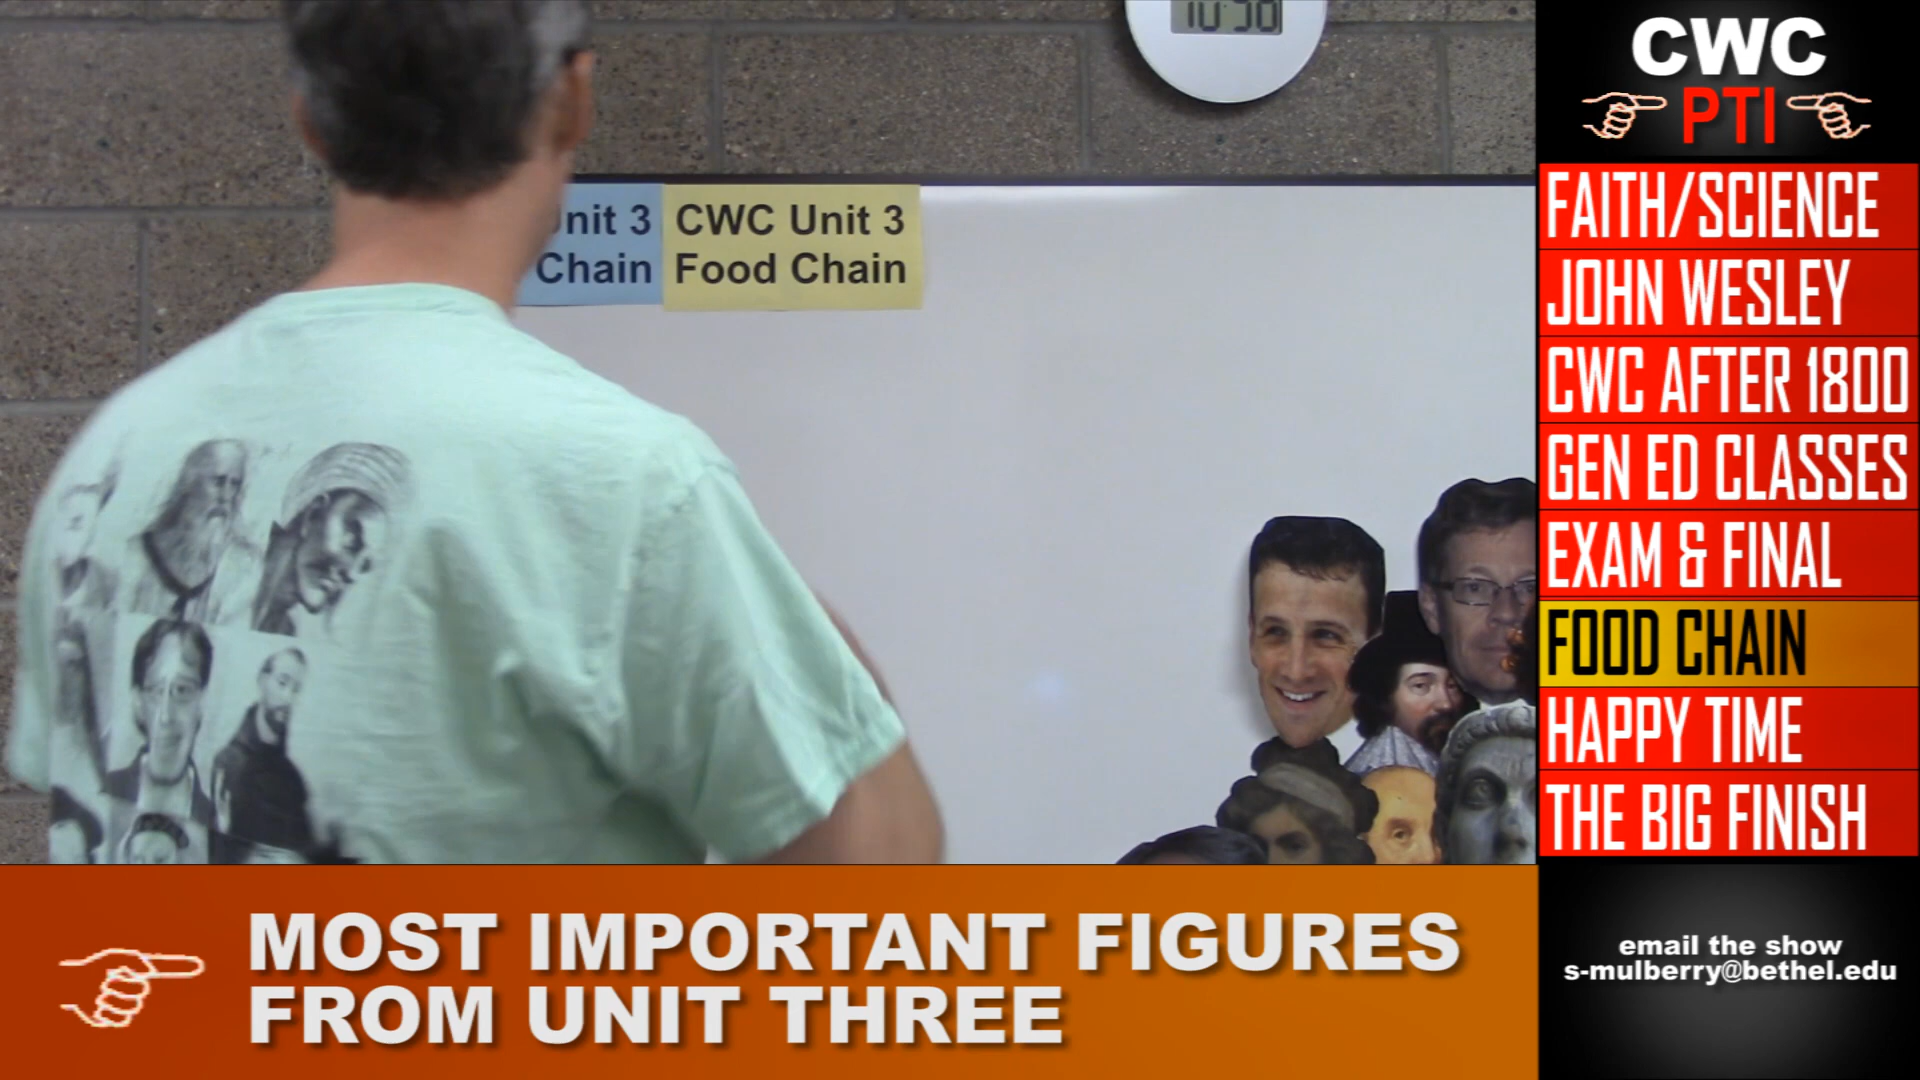 10:38
nit 3
Chain
CWC Unit 3
Food Chain
CWC
PTI
FAITH/SCIENCE
JOHN WESLEY
CWC AFTER 1800
GEN ED CLASSES
EXAM & FINAL
FOOD CHAIN
HAPPY TIME
THE BIG FINISH
email the show
s-mulberry@bethel.edu
MOST IMPORTANT FIGURES
FROM UNIT THREE